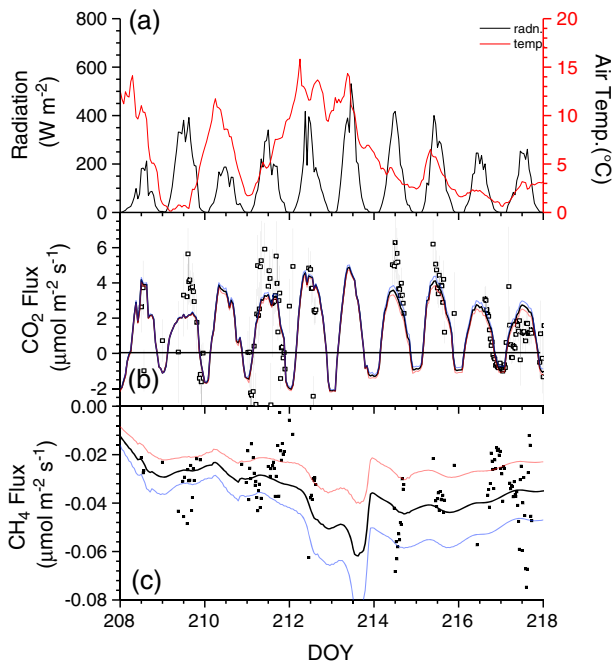 (a)
radn.
temp.
800
600
400
200
0
Radiation
(W m-2)
20
15
10
5
0
Air Temp.(°C)
6
4
2
0
-2
CO2 Flux
(μmol m-2 s-1)
(b)
0.00
-0.02
-0.04
-0.06
-0.08
CH4 Flux
(μmol m-2 s-1)
(c)
208 210 212 214 216 218
DOY